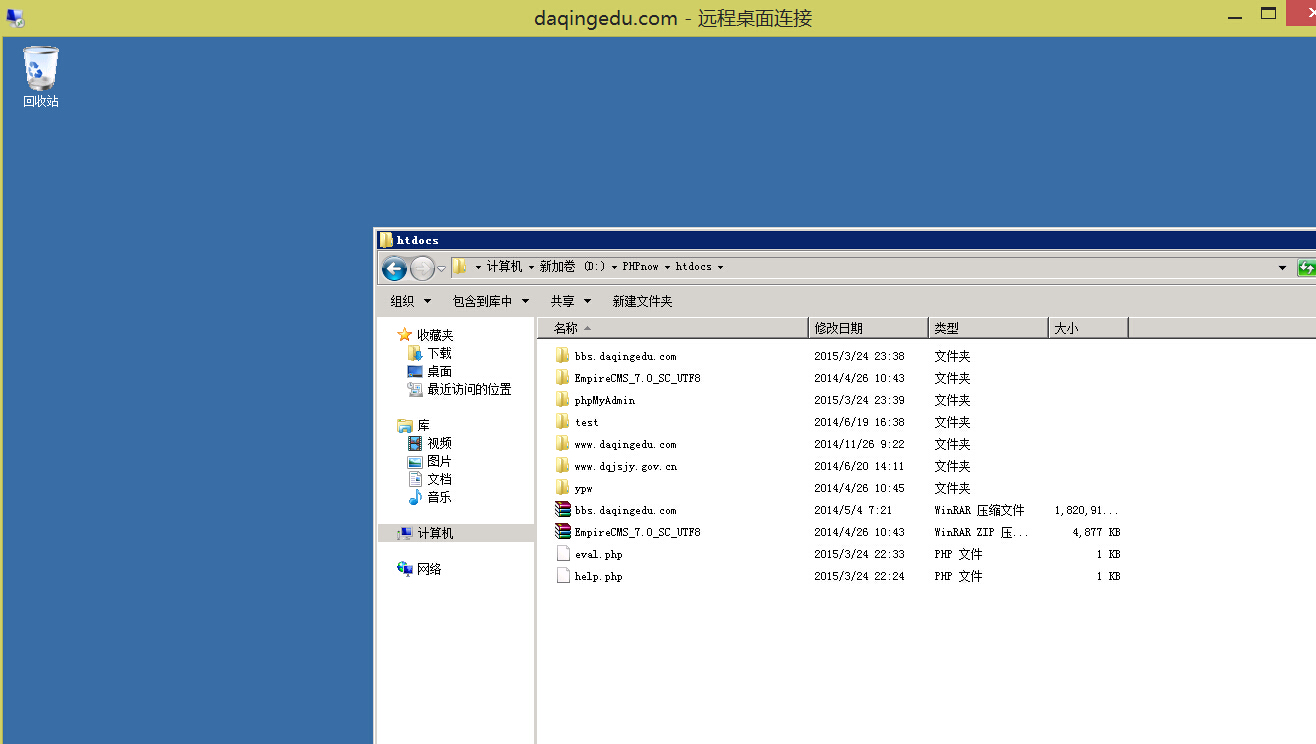 daqingedu.com - 远程桌面连接
回收站
htdocs
计算机 新加卷 (D:) PHPnow htdocs
组织 包含到库中 共享 新建文件夹
收藏夹
下载
桌面
最近访问的位置
库
视频
图片
文档
音乐
计算机
网络
名称 修改日期 类型 大小
bbs.daqingedu.com 2015/3/24 23:38 文件夹
EmpireCMS_7.0_SC_UTF8 2014/4/26 10:43 文件夹
phpMyAdmin 2015/3/24 23:39 文件夹
test 2014/6/19 16:38 文件夹
www.daqingedu.com 2014/11/26 9:22 文件夹
www.dqjsjy.gov.cn 2014/6/20 14:11 文件夹
ypw 2014/4/26 10:45 文件夹
bbs.daqingedu.com 2014/5/4 7:21 WinRAR 压缩文件 1,820,91...
EmpireCMS_7.0_SC_UTF8 2014/4/26 10:43 WinRAR ZIP 压... 4,877 KB
eval.php 2015/3/24 22:33 PHP 文件 1 KB
help.php 2015/3/24 22:24 PHP 文件 1 KB